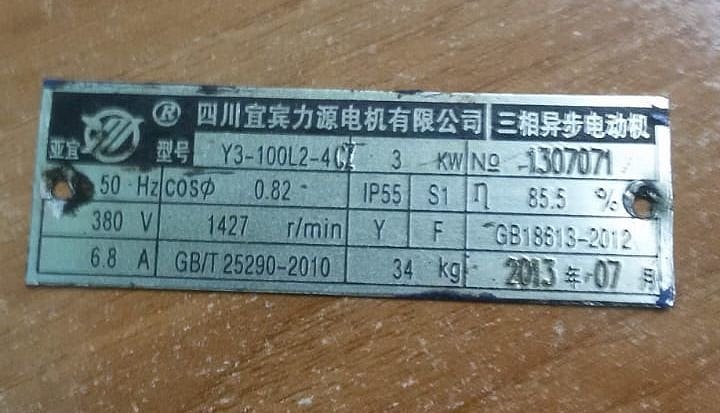 亚宜 ® 四川宜宾力源电机有限公司 三相异步电动机
型号 Y3-100L2-4 3 KW No 1307071
50 Hz cosφ 0.82 IP55 S1 η 85.5 %
380 V 1427 r/min Y F GB18613-2012
6.8 A GB/T 25290-2010 34 kg 2013 年 07 月